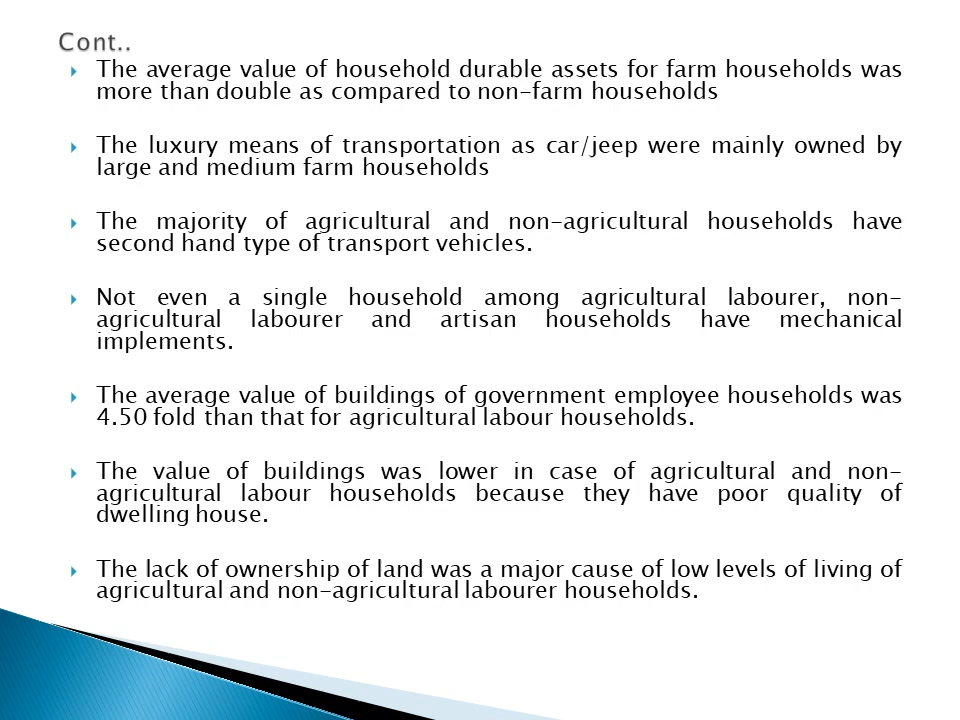 Cont..
The average value of household durable assets for farm households was
more than double as compared to non-farm households
The luxury means of transportation as car/jeep were mainly owned by
large and medium farm households
The majority of agricultural and non-agricultural households have
second hand type of transport vehicles.
Not even a single household among agricultural labourer, non-
agricultural labourer and artisan households have mechanical
implements.
The average value of buildings of government employee households was
4.50 fold than that for agricultural labour households.
The value of buildings was lower in case of agricultural and non-
agricultural labour households because they have poor quality of
dwelling house.
The lack of ownership of land was a major cause of low levels of living of
agricultural and non-agricultural labourer households.